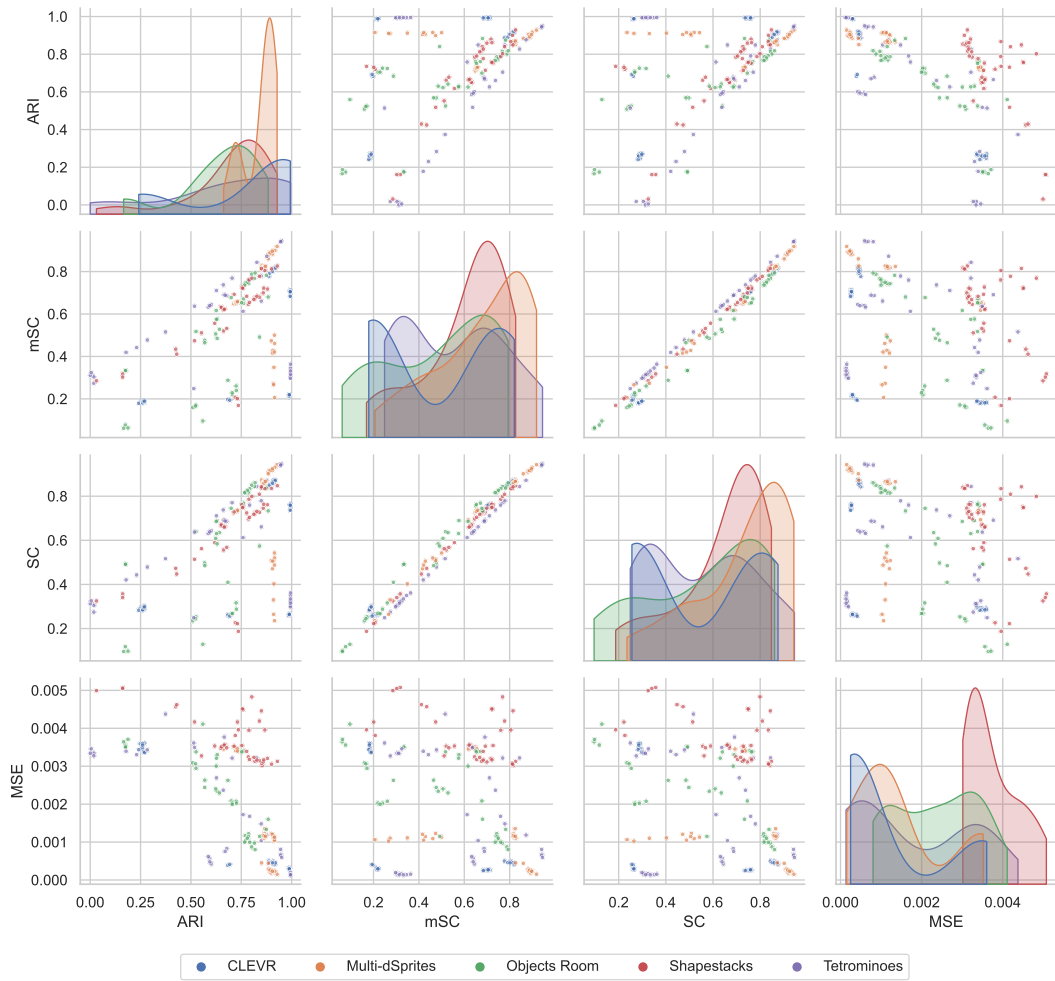 1.0
0.8
0.6
0.4
0.2
0.0
ARI
0.8
0.6
0.4
0.2
mSC
0.8
0.6
0.4
0.2
SC
0.005
0.004
0.003
0.002
0.001
0.000
MSE
0.00 0.25 0.50 0.75 1.00 0.2 0.4 0.6 0.8 0.2 0.4 0.6 0.8 0.000 0.002 0.004
ARI mSC SC MSE
CLEVR Multi-dSprites Objects Room Shapestacks Tetrominoes